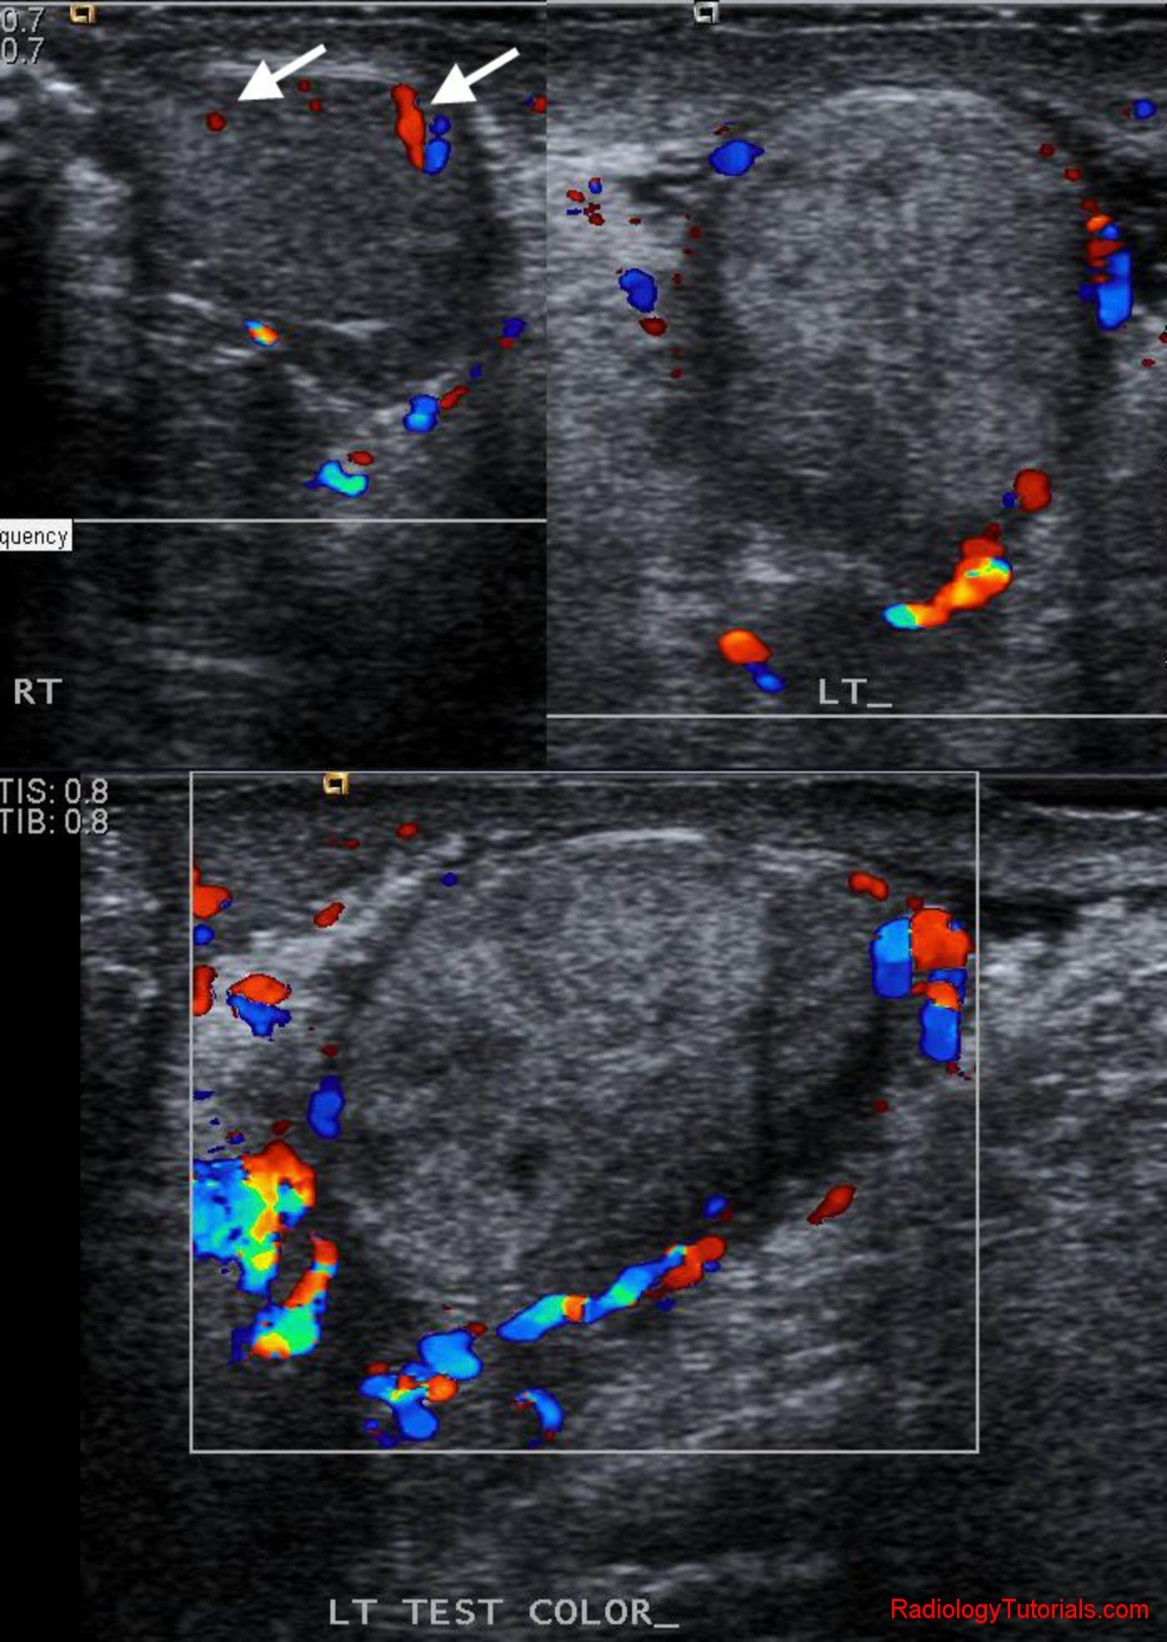 0.7
0.7
quency
RT
LT_
TIS: 0.8
TIB: 0.8
LT TEST COLOR_
RadiologyTutorials.com